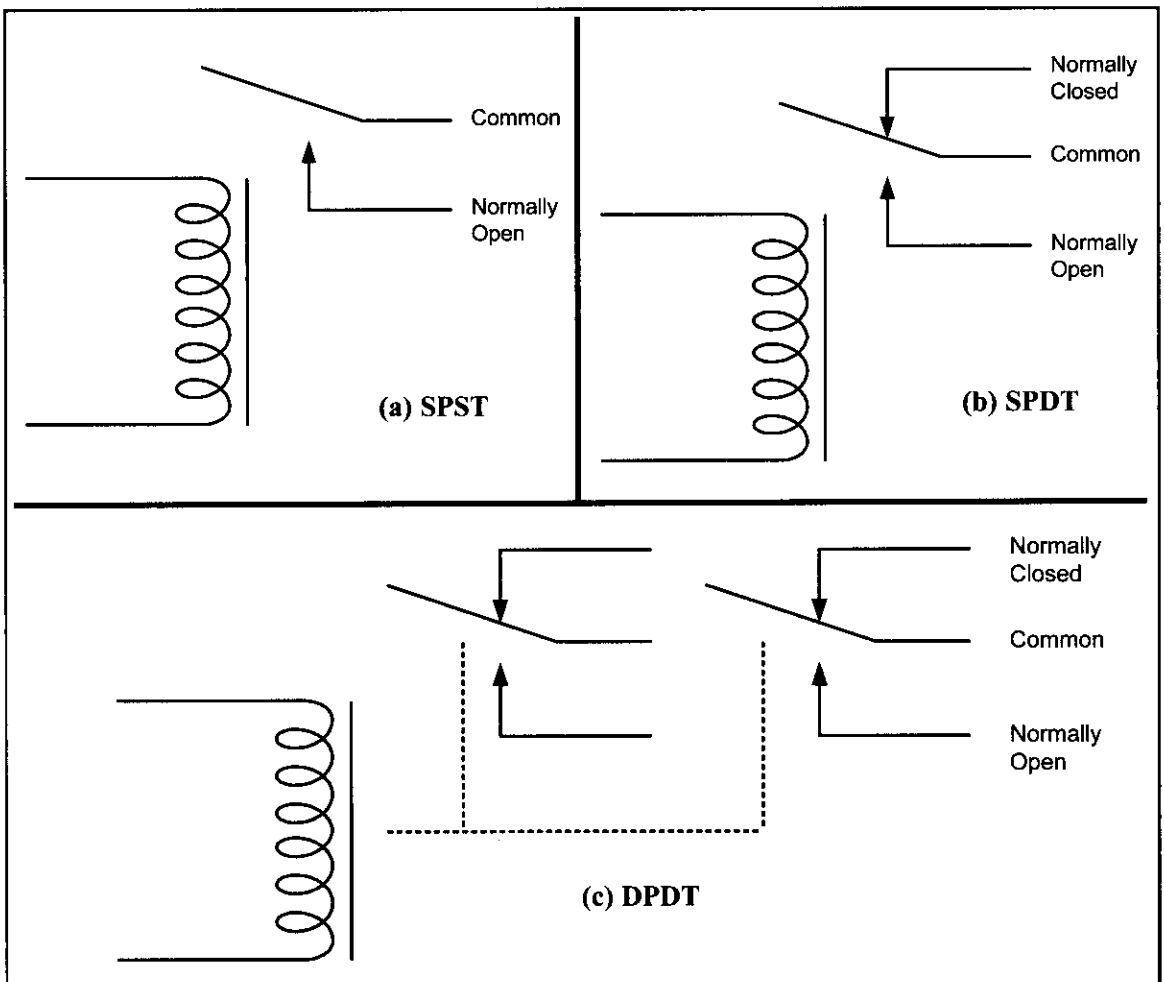 Common
Normally
Open
(a) SPST
Normally
Closed
Common
Normally
Open
(b) SPDT
Normally
Closed
Common
Normally
Open
(c) DPDT